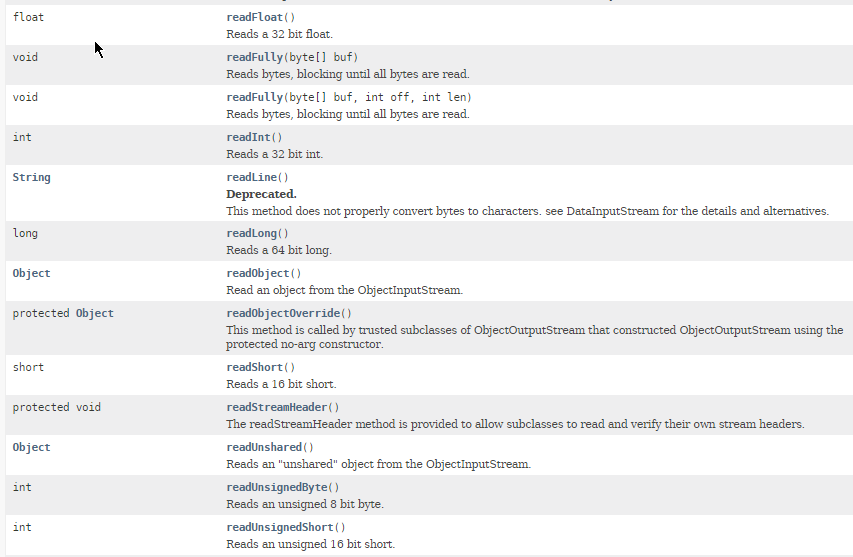 float readFloat()
Reads a 32 bit float.
void readFully(byte[] buf)
Reads bytes, blocking until all bytes are read.
void readFully(byte[] buf, int off, int len)
Reads bytes, blocking until all bytes are read.
int readInt()
Reads a 32 bit int.
String readLine()
Deprecated.
This method does not properly convert bytes to characters. see DataInputStream for the details and alternatives.
long readLong()
Reads a 64 bit long.
Object readObject()
Read an object from the ObjectInputStream.
protected Object readObjectOverride()
This method is called by trusted subclasses of ObjectOutputStream that constructed ObjectOutputStream using the
protected no-arg constructor.
short readShort()
Reads a 16 bit short.
protected void readStreamHeader()
The readStreamHeader method is provided to allow subclasses to read and verify their own stream headers.
Object readUnshared()
Reads an "unshared" object from the ObjectInputStream.
int readUnsignedByte()
Reads an unsigned 8 bit byte.
int readUnsignedShort()
Reads an unsigned 16 bit short.